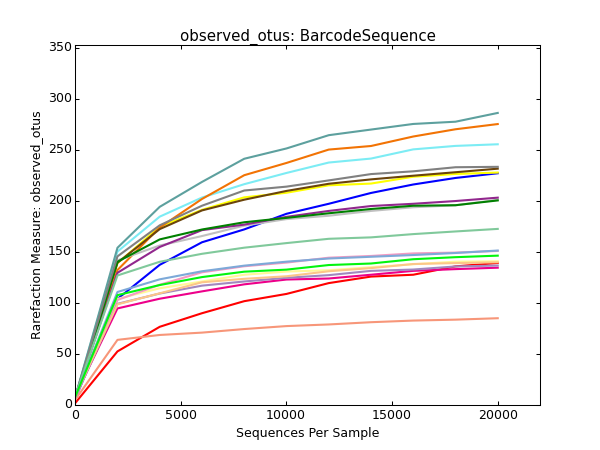 observed_otus: BarcodeSequence
Rarefaction Measure: observed_otus
350
300
250
200
150
100
50
0
0 5000 10000 15000 20000
Sequences Per Sample